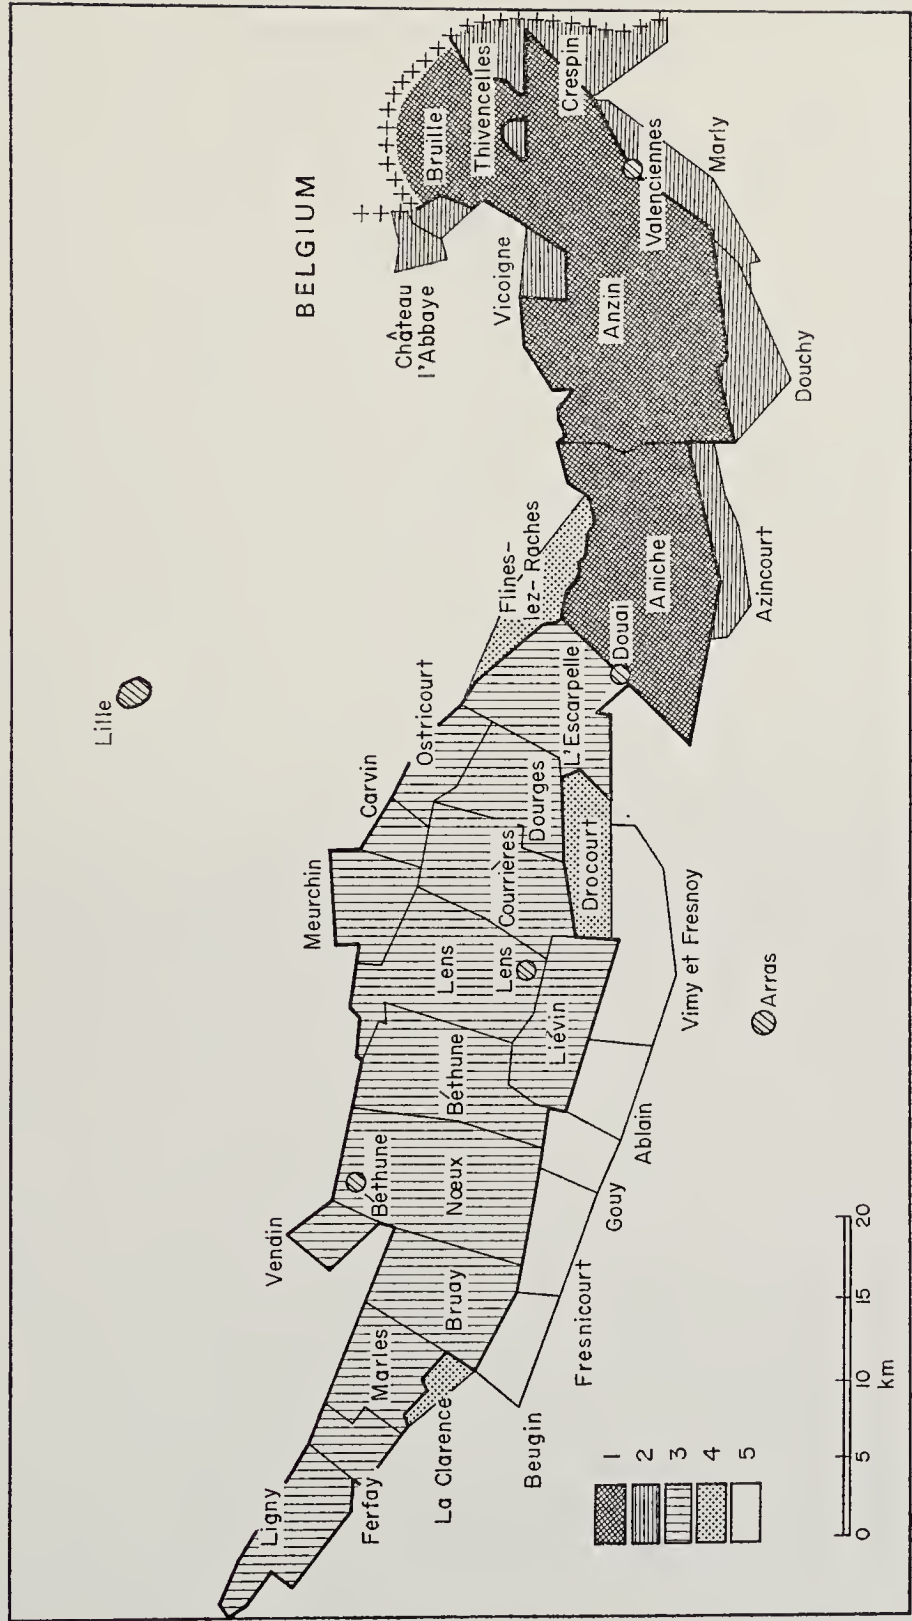 Lille
BELGIUM
Château
l'Abbaye
Bruille
Thivencelles
Crespin
Vicoigne
Valenciennes
Marly
Anzin
Douchy
Flines-
lez-Raches
Aniche
Azincourt
Douai
L'Escarpelle
Ostricourt
Carvin
Meurchin
Dourges
Courrières
Drocourt
Lens
Lens
Liévin
Vimy et Fresnoy
Arras
Béthune
Béthune
Nœux
Ablain
Gouy
Vendin
Bruay
Fresnicourt
Marles
La Clarence
Beugin
Ligny
Ferfay
1
2
3
4
5
0 5 10 15 20
km